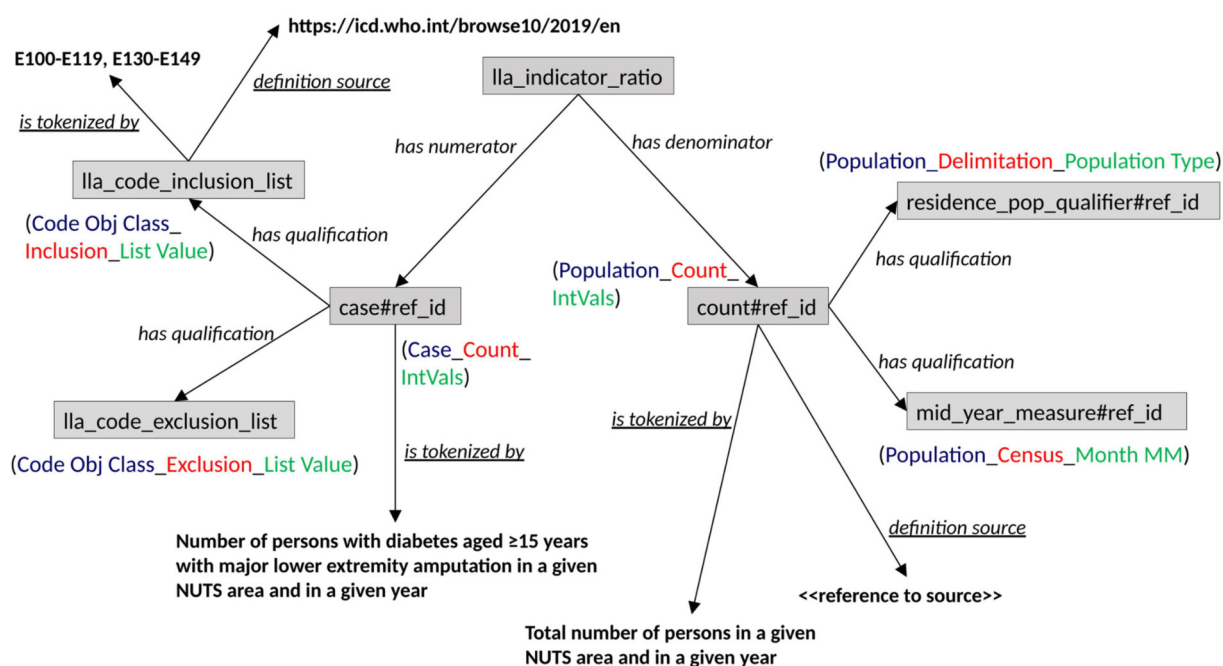 https://icd.who.int/browse10/2019/en
E100-E119, E130-E149
definition source
lla_indicator_ratio
is tokenized by
has numerator
has denominator
lla_code_inclusion_list
(Population_Delimitation_Population Type)
residence_pop_qualifier#ref_id
(Code Obj Class_
Inclusion_List Value)
has qualification
has qualification
(Population_Count_
IntVals)
case#ref_id
count#ref_id
has qualification
(Case_Count_
IntVals)
has qualification
lla_code_exclusion_list
mid_year_measure#ref_id
is tokenized by
(Code Obj Class_Exclusion_List Value)
is tokenized by
(Population_Census_Month MM)
definition source
Number of persons with diabetes aged ≥15 years
with major lower extremity amputation in a given
NUTS area and in a given year
<<reference to source>>
Total number of persons in a given
NUTS area and in a given year